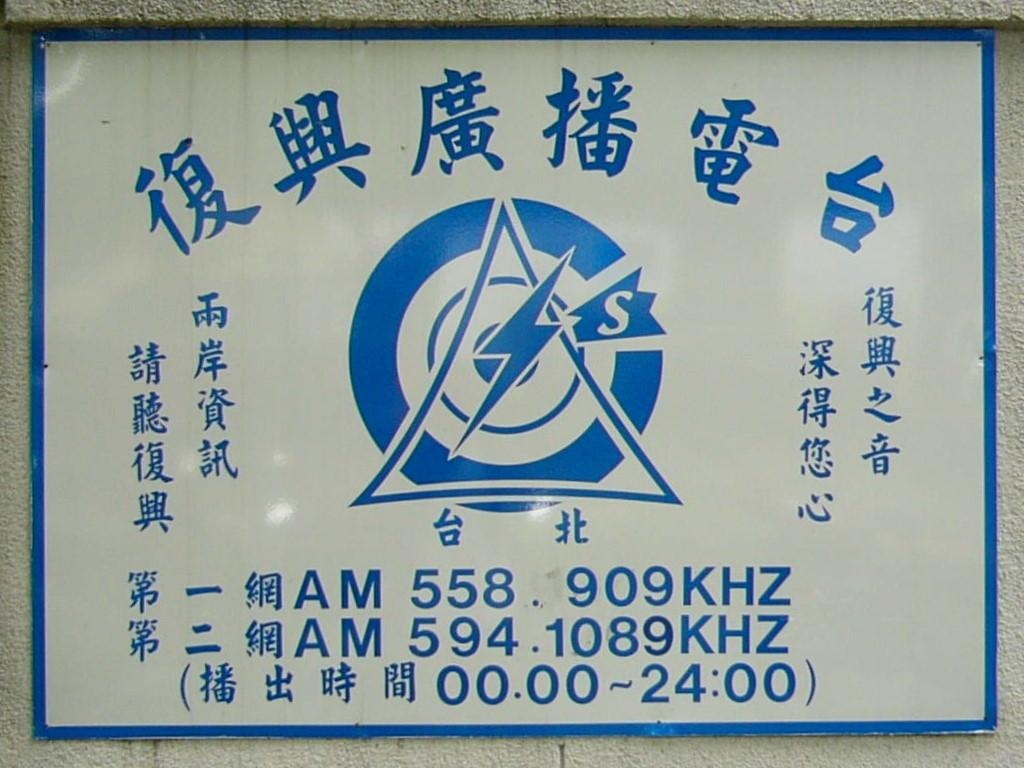 復興廣播電台
S
復興之音
深得您心
兩岸資訊
請聽復興
台北
第一網AM 558.909KHZ
第二網AM 594.1089KHZ
(播出時間00.00~24:00)